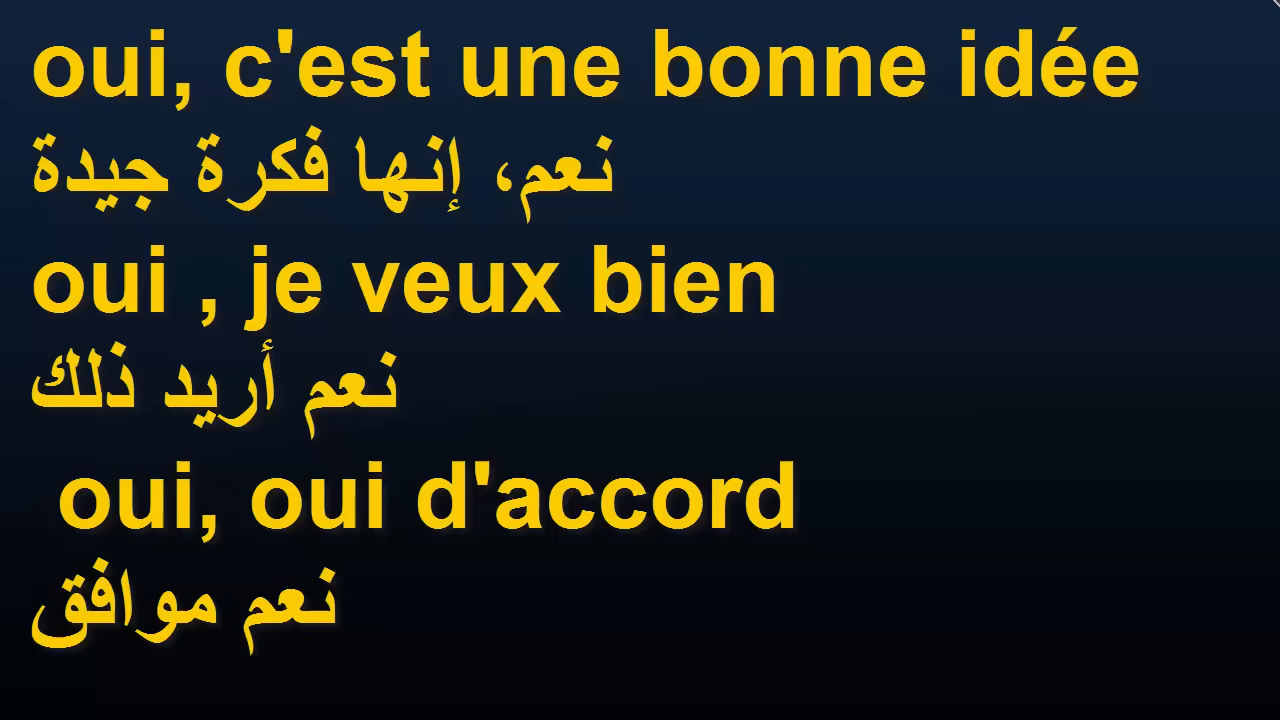 oui, c'est une bonne idée
نعم، إنها فكرة جيدة
oui , je veux bien
نعم أريد ذلك
oui, oui d'accord
نعم موافق